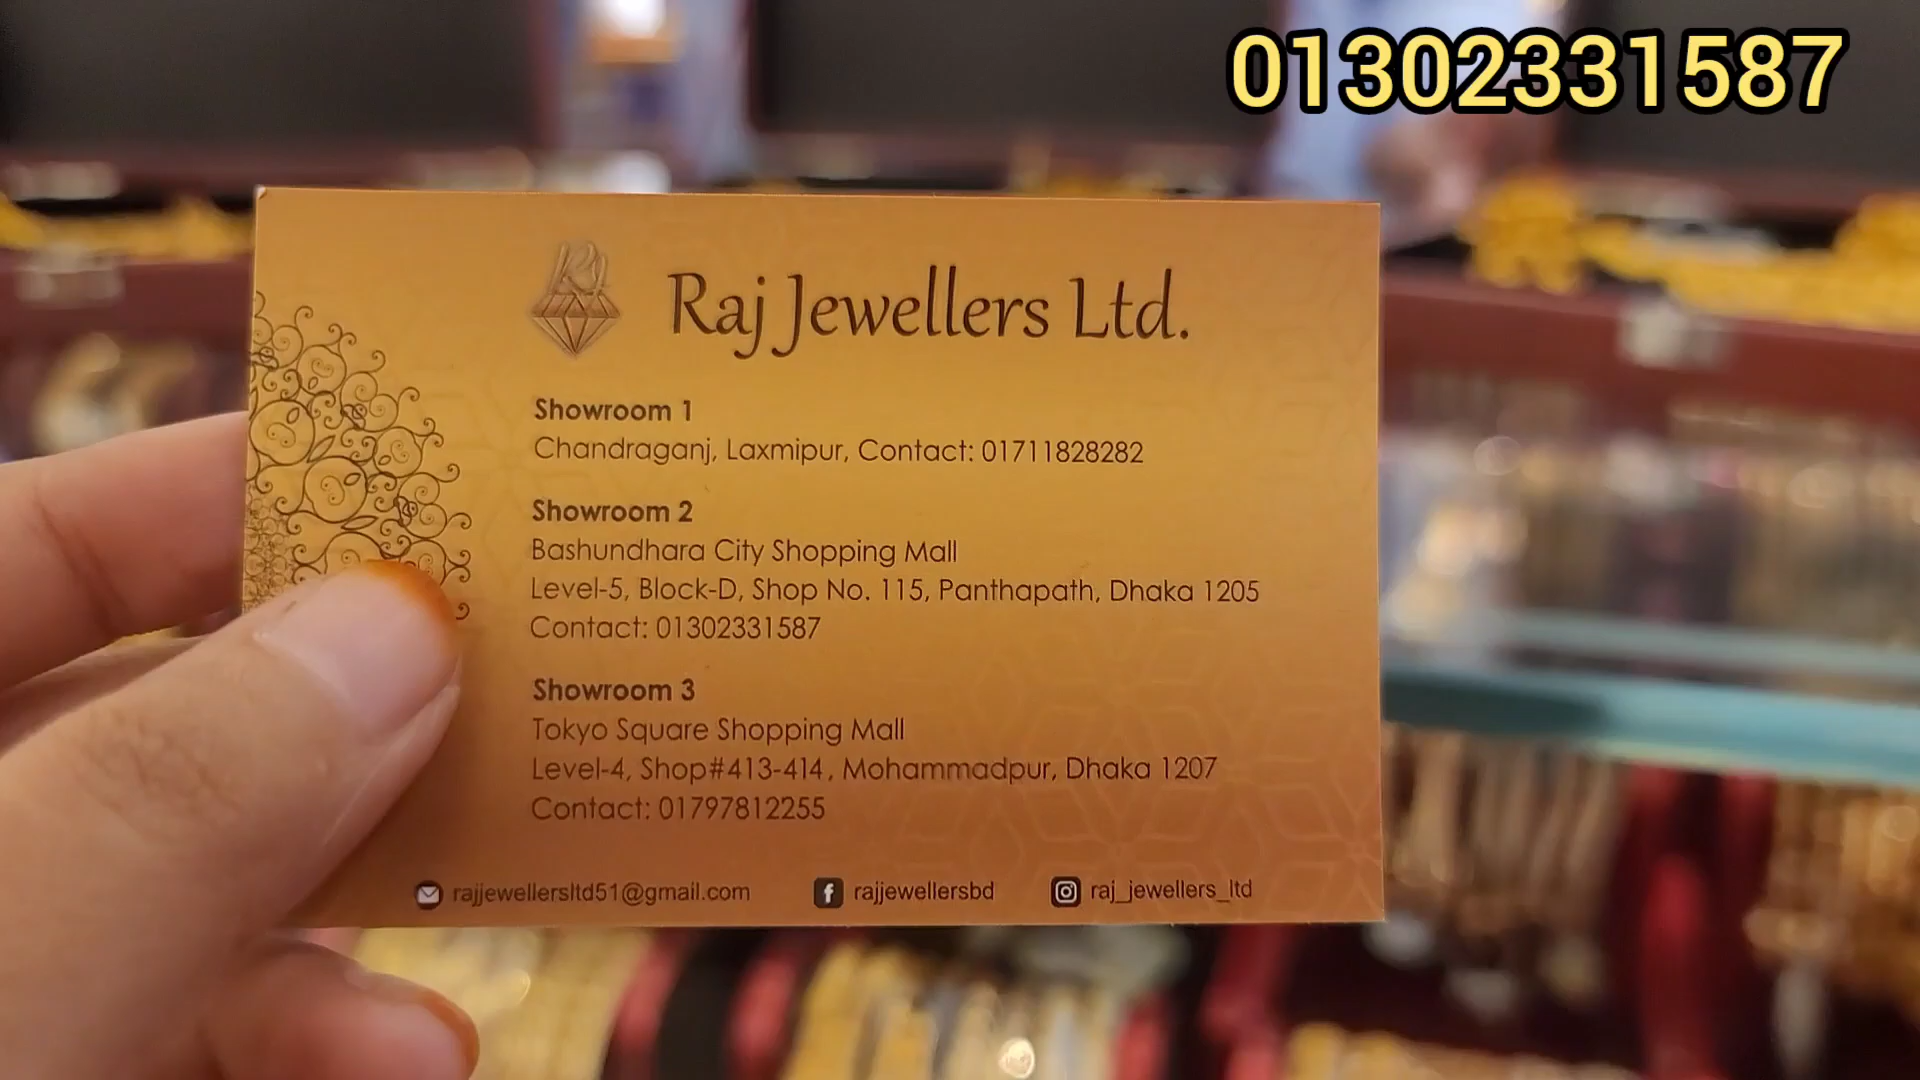 01302331587
RJ
Raj Jewellers Ltd.
Showroom 1
Chandraganj, Laxmipur, Contact: 01711828282
Showroom 2
Bashundhara City Shopping Mall
Level-5, Block-D, Shop No. 115, Panthapath, Dhaka 1205
Contact: 01302331587
Showroom 3
Tokyo Square Shopping Mall
Level-4, Shop#413-414, Mohammadpur, Dhaka 1207
Contact: 01797812255
rajjewellersltd51@gmail.com
rajjewellersbd
raj_jewellers_ltd